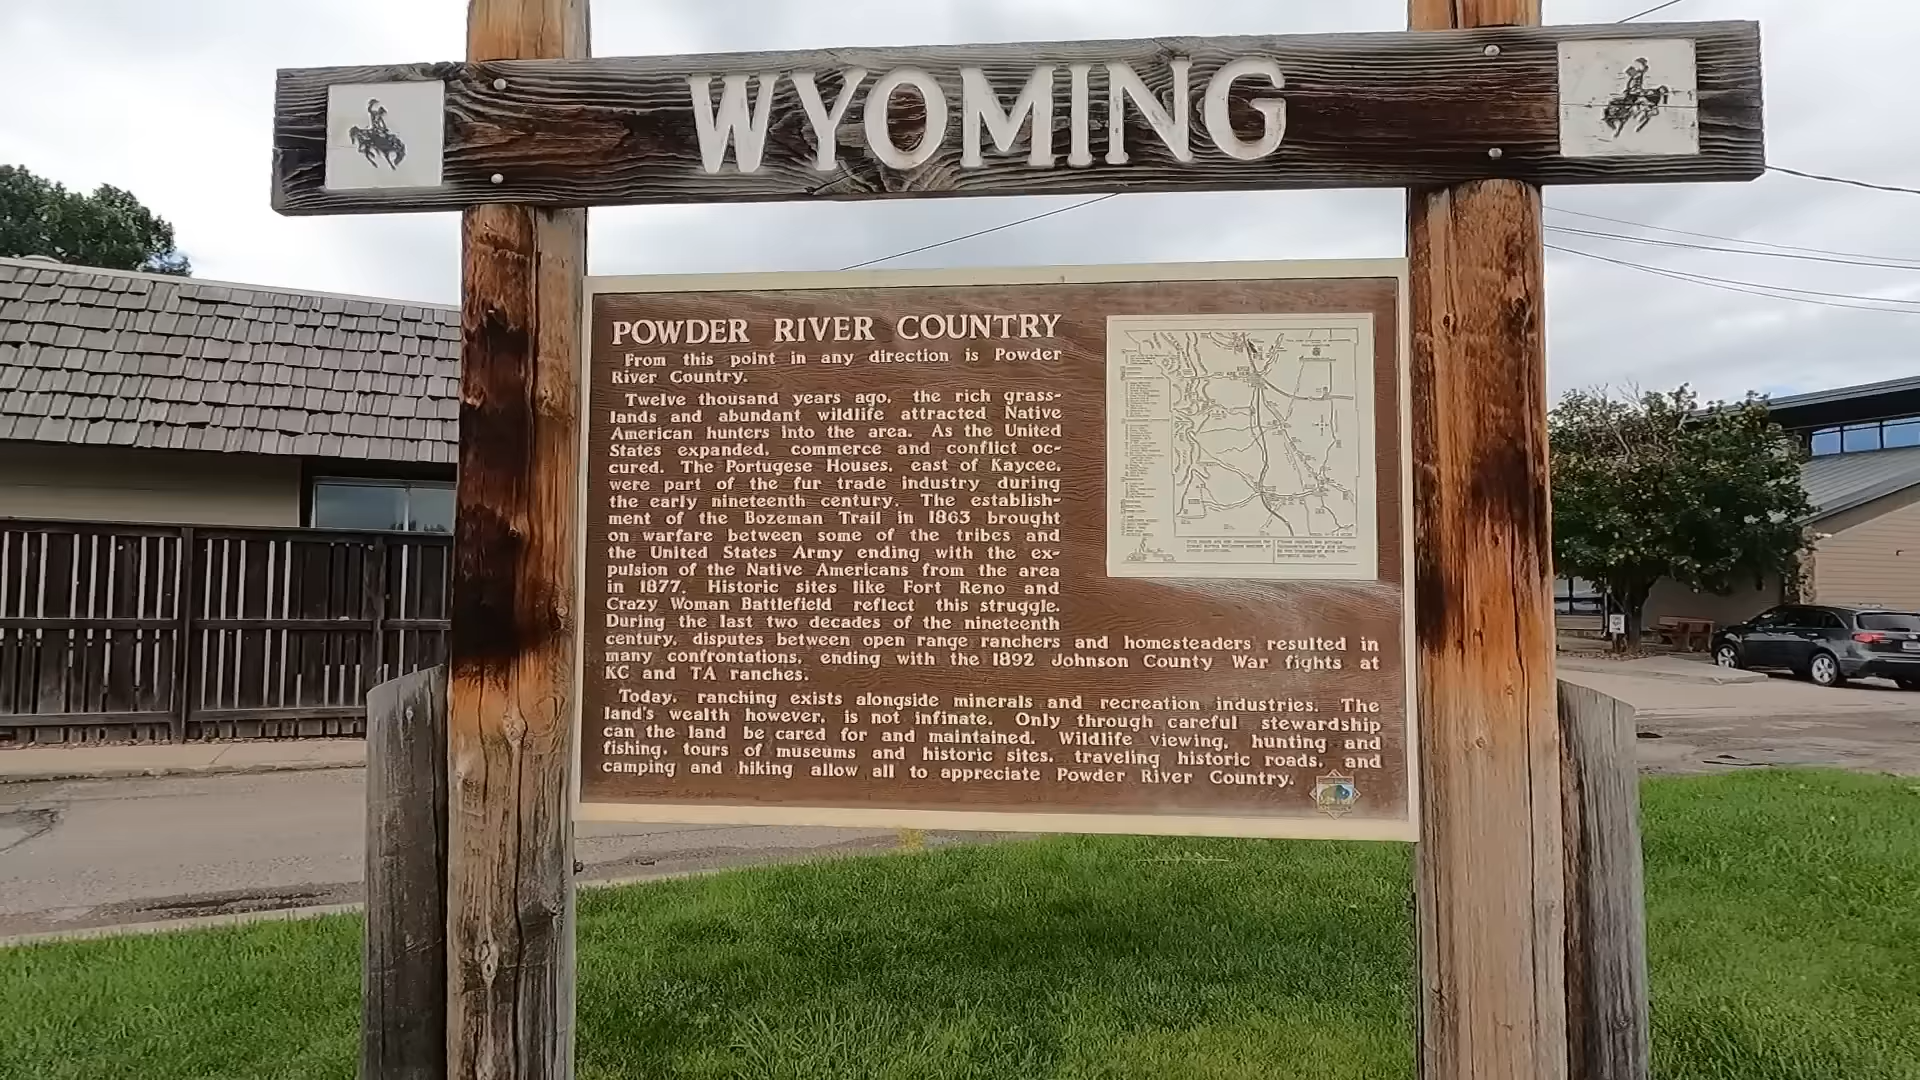 WYOMING
POWDER RIVER COUNTRY
From this point in any direction is Powder
River Country.
Twelve thousand years ago, the rich grass-
lands and abundant wildlife attracted Native
American hunters into the area. As the United
States expanded, commerce and conflict oc-
cured. The Portugese Houses, east of Kaycee,
were part of the fur trade industry during
the early nineteenth century. The establish-
ment of the Bozeman Trail in 1863 brought
on warfare between some of the tribes and
the United States Army ending with the ex-
pulsion of the Native Americans from the area
in 1877. Historic sites like Fort Reno and
Crazy Woman Battlefield reflect this struggle.
During the last two decades of the nineteenth
century, disputes between open range ranchers and homesteaders resulted in
many confrontations, ending with the 1892 Johnson County War fights at
KC and TA ranches.
Today, ranching exists alongside minerals and recreation industries. The
land's wealth however, is not infinate. Only through careful stewardship
can the land be cared for and maintained. Wildlife viewing, hunting and
fishing, tours of museums and historic sites, traveling historic roads, and
camping and hiking allow all to appreciate Powder River Country.